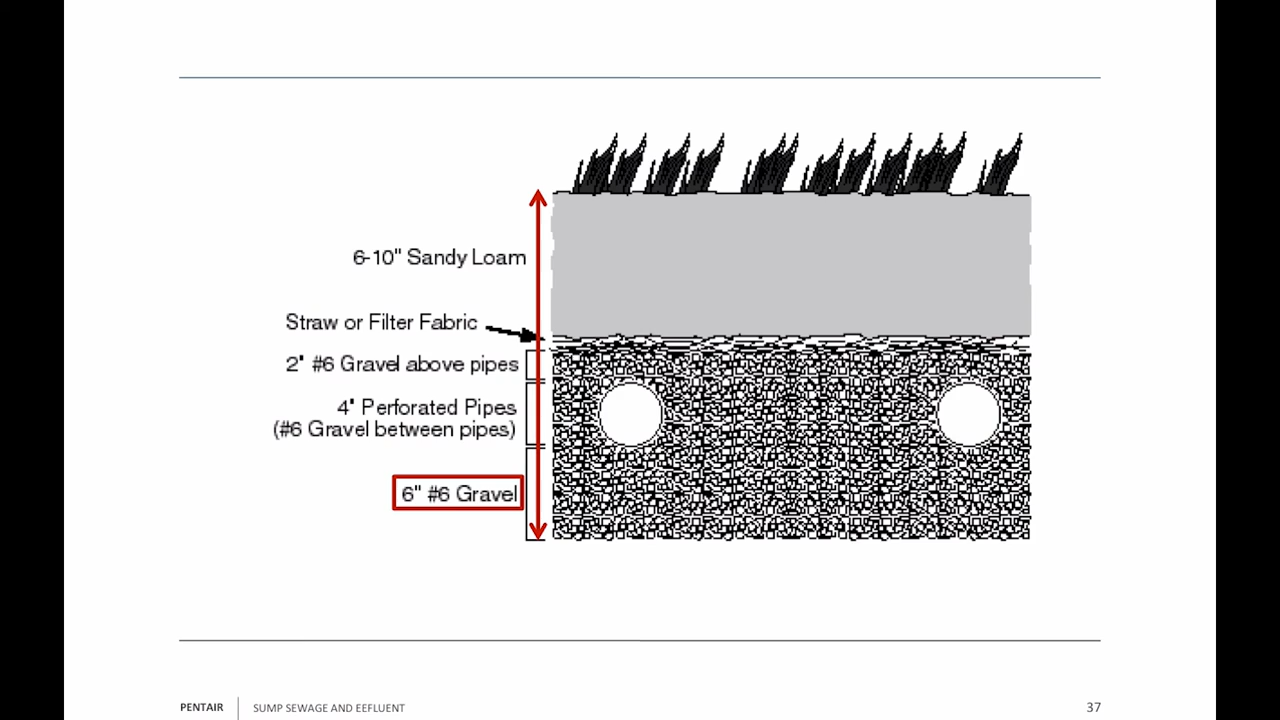 6-10" Sandy Loam
Straw or Filter Fabric
2" #6 Gravel above pipes
4" Perforated Pipes
(#6 Gravel between pipes)
6" #6 Gravel
PENTAIR
SUMP SEWAGE AND EEFLUENT
37